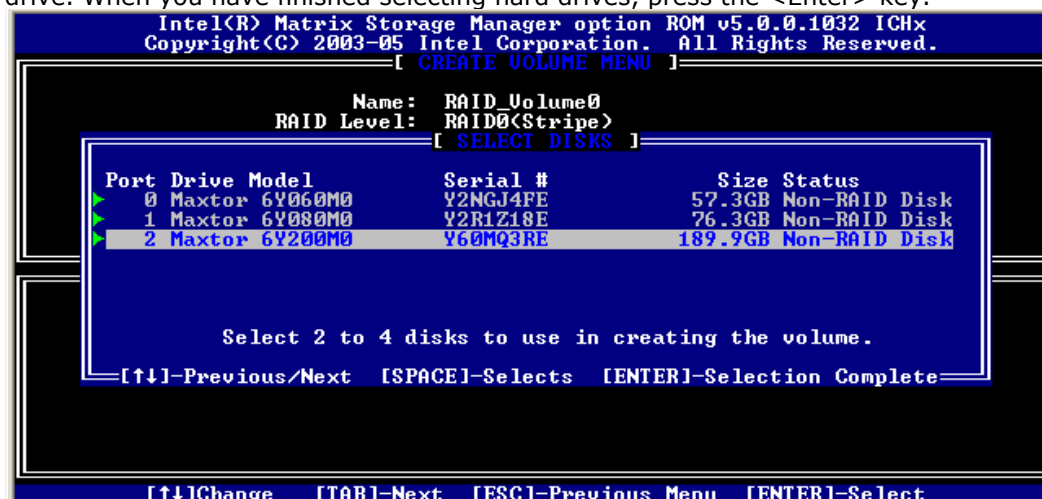 drive. When you have finished selecting hard drives, press the <Enter> key.
Intel(R) Matrix Storage Manager option ROM v5.0.0.1032 ICHx
Copyright(C) 2003-05 Intel Corporation. All Rights Reserved.
[ CREATE VOLUME MENU ]
Name: RAID_Volume0
RAID Level: RAID0(Stripe)
[ SELECT DISKS ]
Port Drive Model Serial # Size Status
0 Maxtor 6Y060M0 Y2NGJ4FE 57.3GB Non-RAID Disk
1 Maxtor 6Y080M0 Y2R1Z18E 76.3GB Non-RAID Disk
2 Maxtor 6Y200M0 Y60MQ3RE 189.9GB Non-RAID Disk
Select 2 to 4 disks to use in creating the volume.
[↑↓]-Previous/Next [SPACE]-Selects [ENTER]-Selection Complete
[↑↓]Change [TAB]-Next [ESC]-Previous Menu [ENTER]-Select